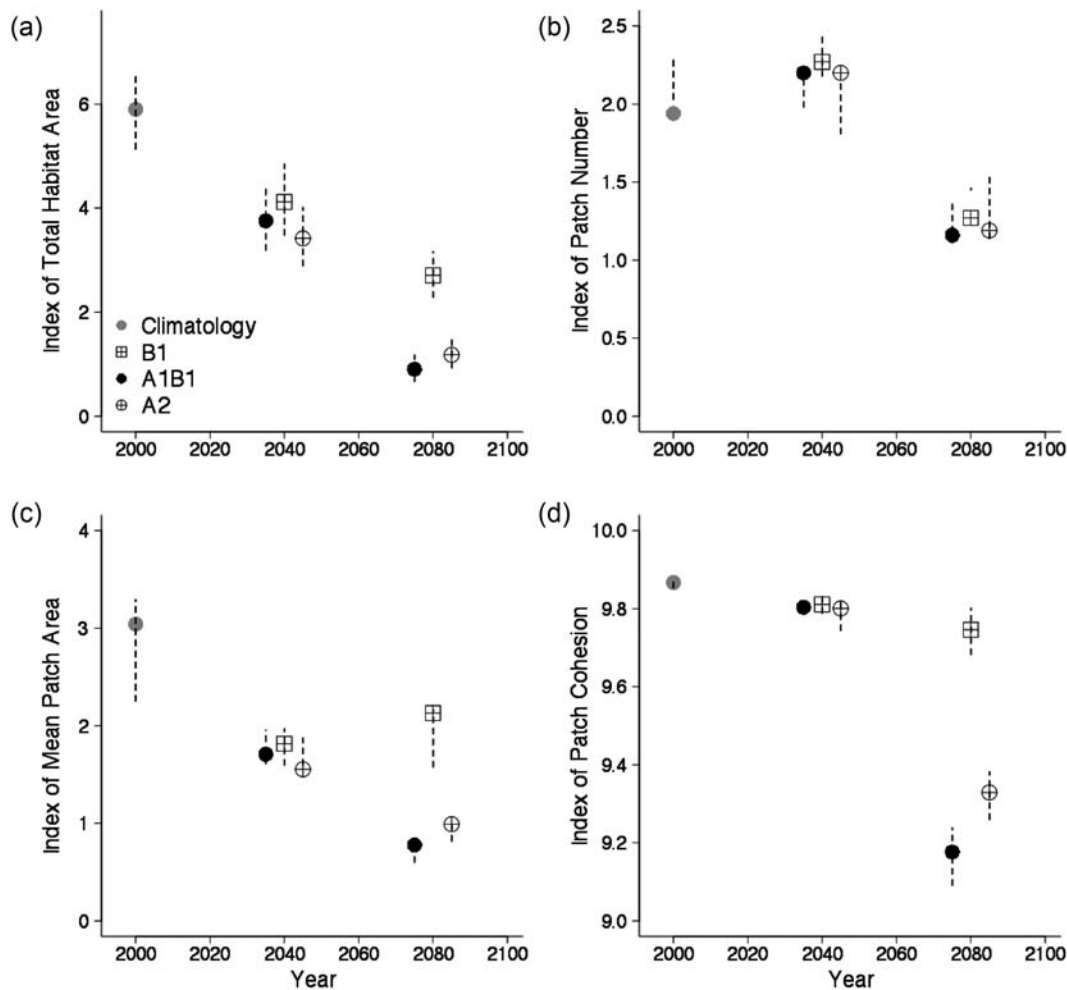 (a)
Index of Total Habitat Area
6
4
2
0
Climatology
B1
A1B1
A2
2000 2020 2040 2060 2080 2100
(b)
Index of Patch Number
2.5
2.0
1.5
1.0
0.5
0.0
2000 2020 2040 2060 2080 2100
(c)
Index of Mean Patch Area
4
3
2
1
0
2000 2020 2040 2060 2080 2100
Year
(d)
Index of Patch Cohesion
10.0
9.8
9.6
9.4
9.2
9.0
2000 2020 2040 2060 2080 2100
Year